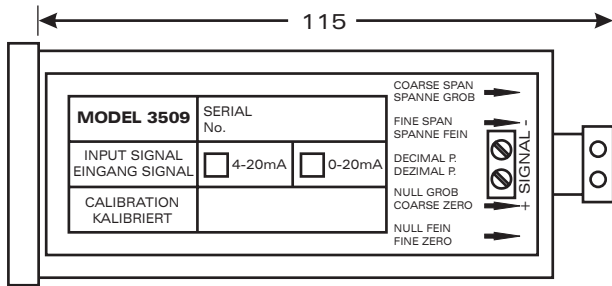 115
MODEL 3509
SERIAL
No.
INPUT SIGNAL
EINGANG SIGNAL
4-20mA
0-20mA
CALIBRATION
KALIBRIERT
COARSE SPAN
SPANNE GROB
FINE SPAN
SPANNE FEIN
DECIMAL P.
DEZIMAL P.
NULL GROB
COARSE ZERO
NULL FEIN
FINE ZERO
+ SIGNAL -